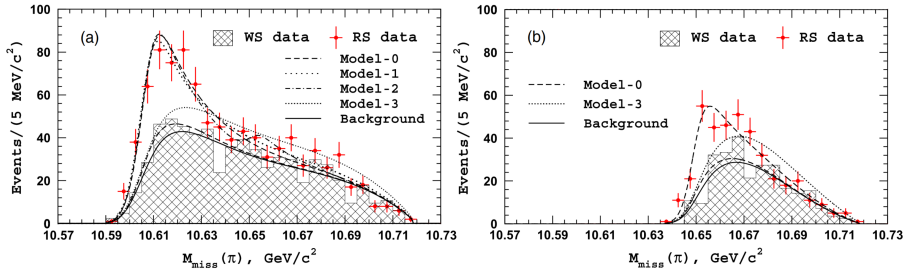 100
80
60
40
20
0
Events/(5 MeV/c²)
(a)
WS data
RS data
Model-0
Model-1
Model-2
Model-3
Background
10.57 10.59 10.61 10.63 10.65 10.67 10.69 10.71 10.73
M_miss(π), GeV/c²
100
80
60
40
20
0
Events/(5 MeV/c²)
(b)
WS data
RS data
Model-0
Model-3
Background
10.57 10.59 10.61 10.63 10.65 10.67 10.69 10.71 10.73
M_miss(π), GeV/c²